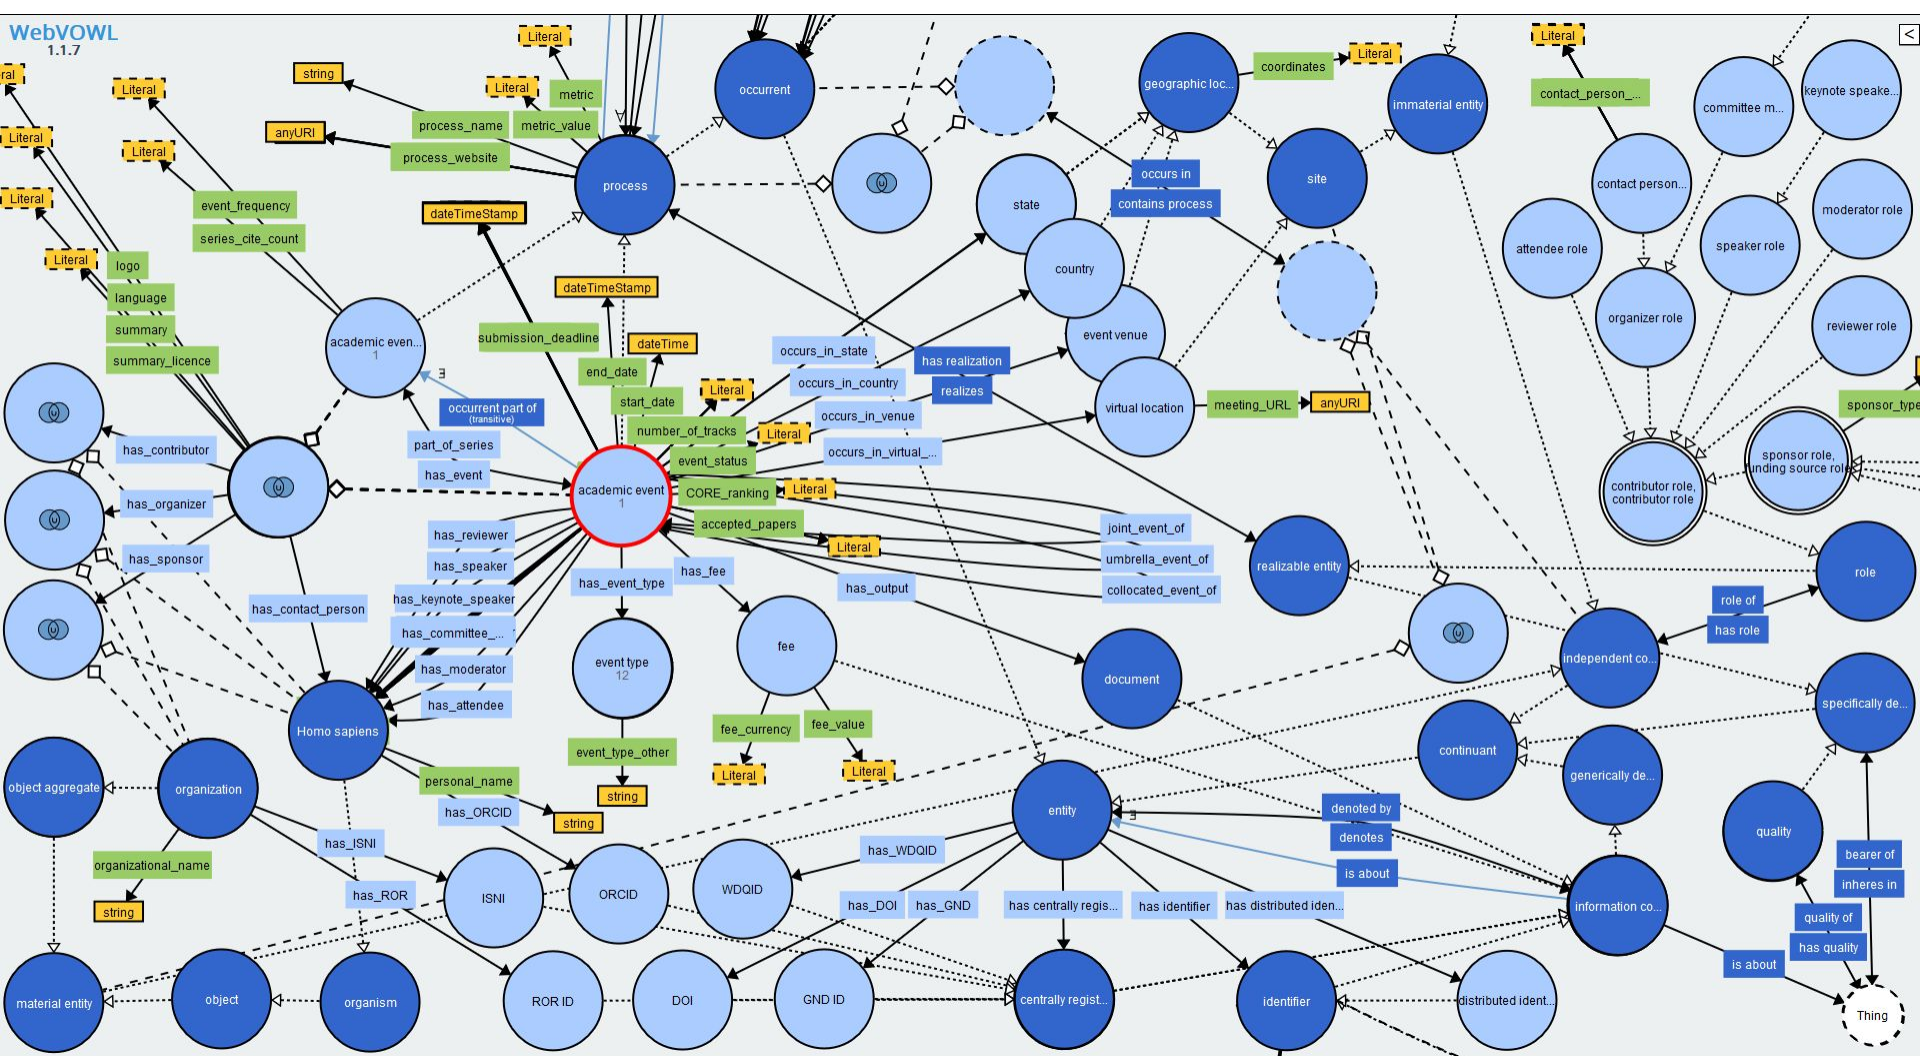 WebVOWL
1.1.7
<
Literal
Literal
string
Literal
anyURI
Literal
Literal
Literal
Literal
Literal
metric
process_name
metric_value
process_website
process
occurrent
geographic loc...
coordinates
Literal
immaterial entity
Literal
contact_person_...
committee m...
keynote speake...
event_frequency
series_cite_count
dateTimeStamp
state
occurs in
contains process
site
contact person...
attendee role
speaker role
moderator role
logo
language
summary
summary_licence
academic even...
1
dateTimeStamp
submission_deadline
dateTime
end_date
start_date
country
event venue
organizer role
reviewer role
occurs_in_state
occurs_in_country
occurs_in_venue
occurs_in_virtual_...
has realization
realizes
virtual location
meeting_URL
anyURI
sponsor_type
occurrent part of
(transitive)
part_of_series
has_event
Literal
number_of_tracks
Literal
event_status
CORE_ranking
Literal
accepted_papers
Literal
academic event
1
has_contributor
has_organizer
has_sponsor
contributor role,
contributor role
sponsor role,
funding source role
has_reviewer
has_speaker
has_keynote_speaker
has_committee_...
has_moderator
has_attendee
has_contact_person
has_event_type
has_fee
has_output
joint_event_of
umbrella_event_of
collocated_event_of
realizable entity
role
role of
has role
event type
12
fee
document
independent co...
specifically de...
Homo sapiens
event_type_other
string
fee_currency
fee_value
Literal
Literal
continuant
generically de...
object aggregate
organization
personal_name
has_ORCID
string
entity
denoted by
denotes
is about
quality
organizational_name
string
has_ISNI
has_ROR
ISNI
ORCID
WDQID
has_WDQID
has_DOI
has_GND
has centrally regis...
has identifier
has distributed iden...
information co...
bearer of
inheres in
quality of
has quality
is about
material entity
object
organism
ROR ID
DOI
GND ID
centrally regist...
identifier
distributed ident...
Thing